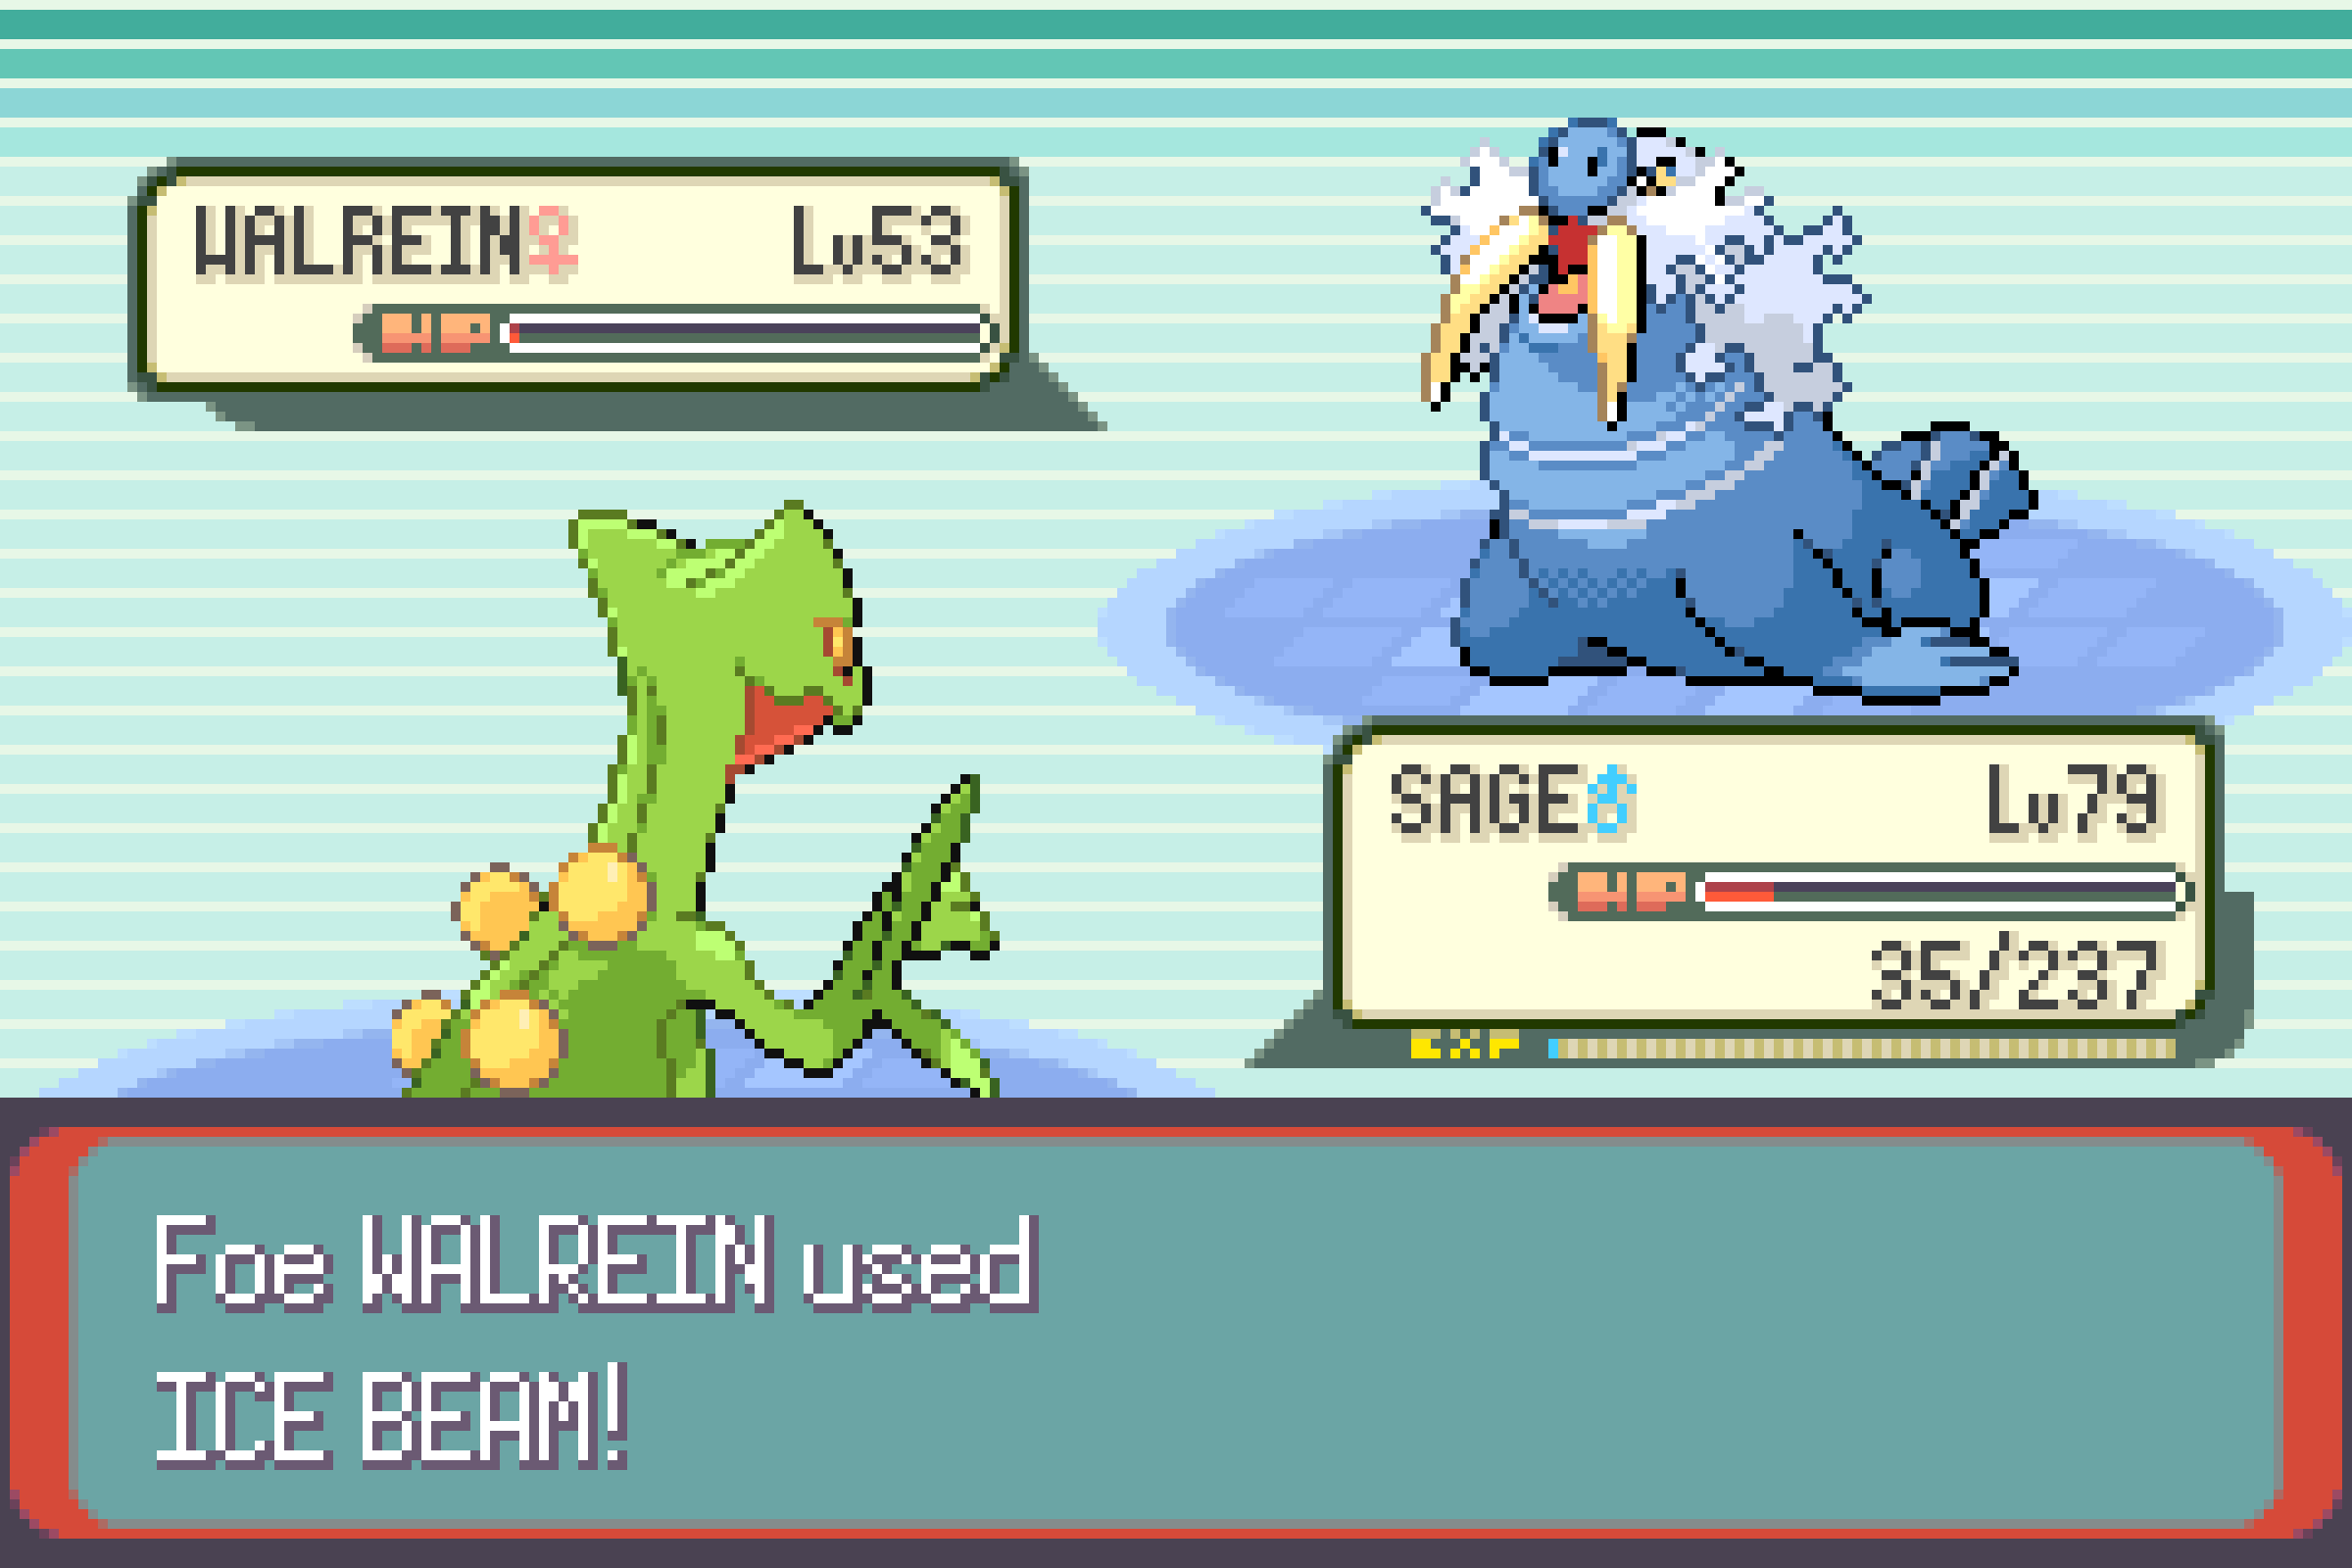 WALREIN♀ Lv53
HP
SAGE♂ Lv79
HP
35/237
EXP
Foe WALREIN used
ICE BEAM!